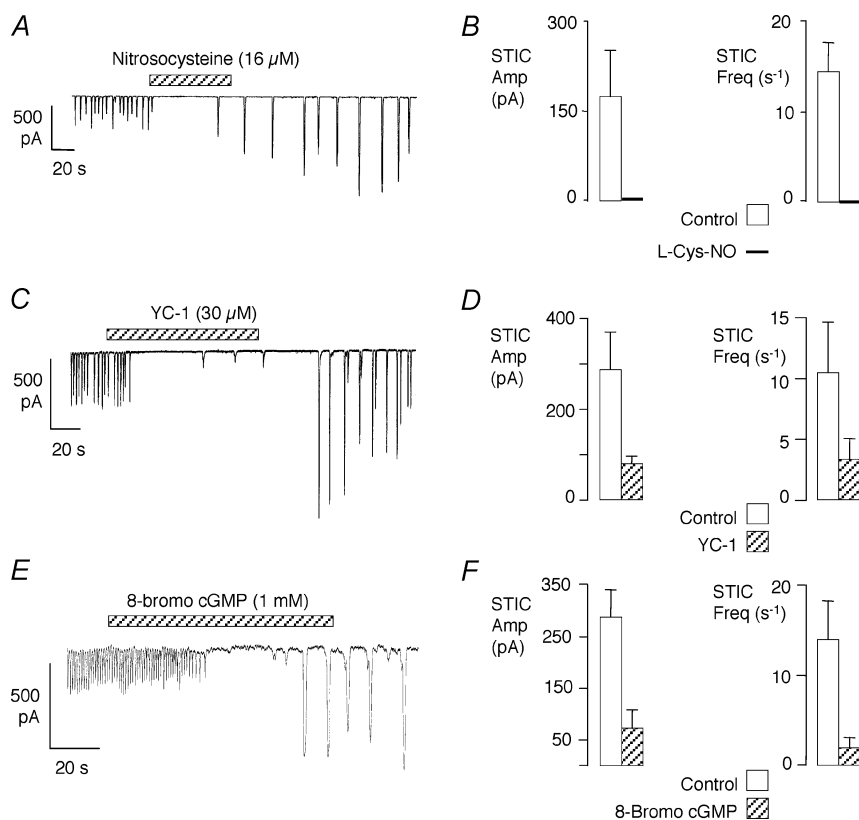 A
Nitrosocysteine (16 µM)
500
pA
20 s
B
STIC
Amp
(pA)
300
150
0
STIC
Freq (s-1)
20
10
0
Control
L-Cys-NO
C
YC-1 (30 µM)
500
pA
20 s
D
STIC
Amp
(pA)
400
200
0
STIC
Freq (s-1)
15
10
5
0
Control
YC-1
E
8-bromo cGMP (1 mM)
500
pA
20 s
F
STIC
Amp
(pA)
350
250
150
50
STIC
Freq (s-1)
20
10
0
Control
8-Bromo cGMP